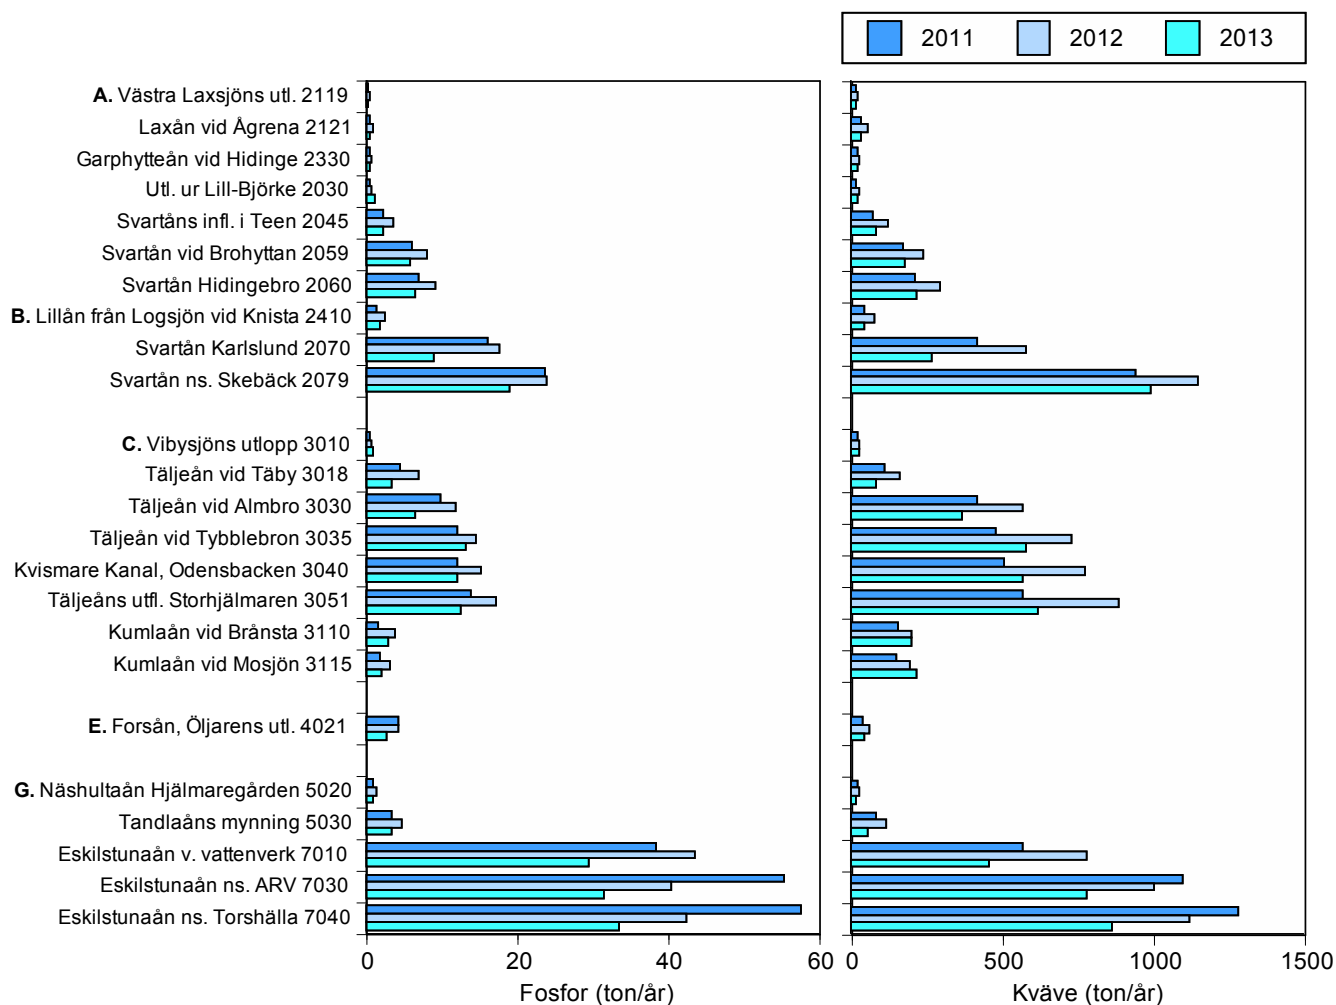 2011 2012 2013
A. Västra Laxsjöns utl. 2119
Laxån vid Ågrena 2121
Garphytteån vid Hidinge 2330
Utl. ur Lill-Björke 2030
Svartåns infl. i Teen 2045
Svartån vid Brohyttan 2059
Svartån Hidingebro 2060
B. Lillån från Logsjön vid Knista 2410
Svartån Karlslund 2070
Svartån ns. Skebäck 2079
C. Vibysjöns utlopp 3010
Täljeån vid Täby 3018
Täljeån vid Almbro 3030
Täljeån vid Tybblebron 3035
Kvismare Kanal, Odensbacken 3040
Täljeåns utfl. Storhjälmaren 3051
Kumlaån vid Brånsta 3110
Kumlaån vid Mosjön 3115
E. Forsån, Öljarens utl. 4021
G. Näshultaån Hjälmaregården 5020
Tandlaåns mynning 5030
Eskilstunaån v. vattenverk 7010
Eskilstunaån ns. ARV 7030
Eskilstunaån ns. Torshälla 7040
0 20 40 60
Fosfor (ton/år)
0 500 1000 1500
Kväve (ton/år)